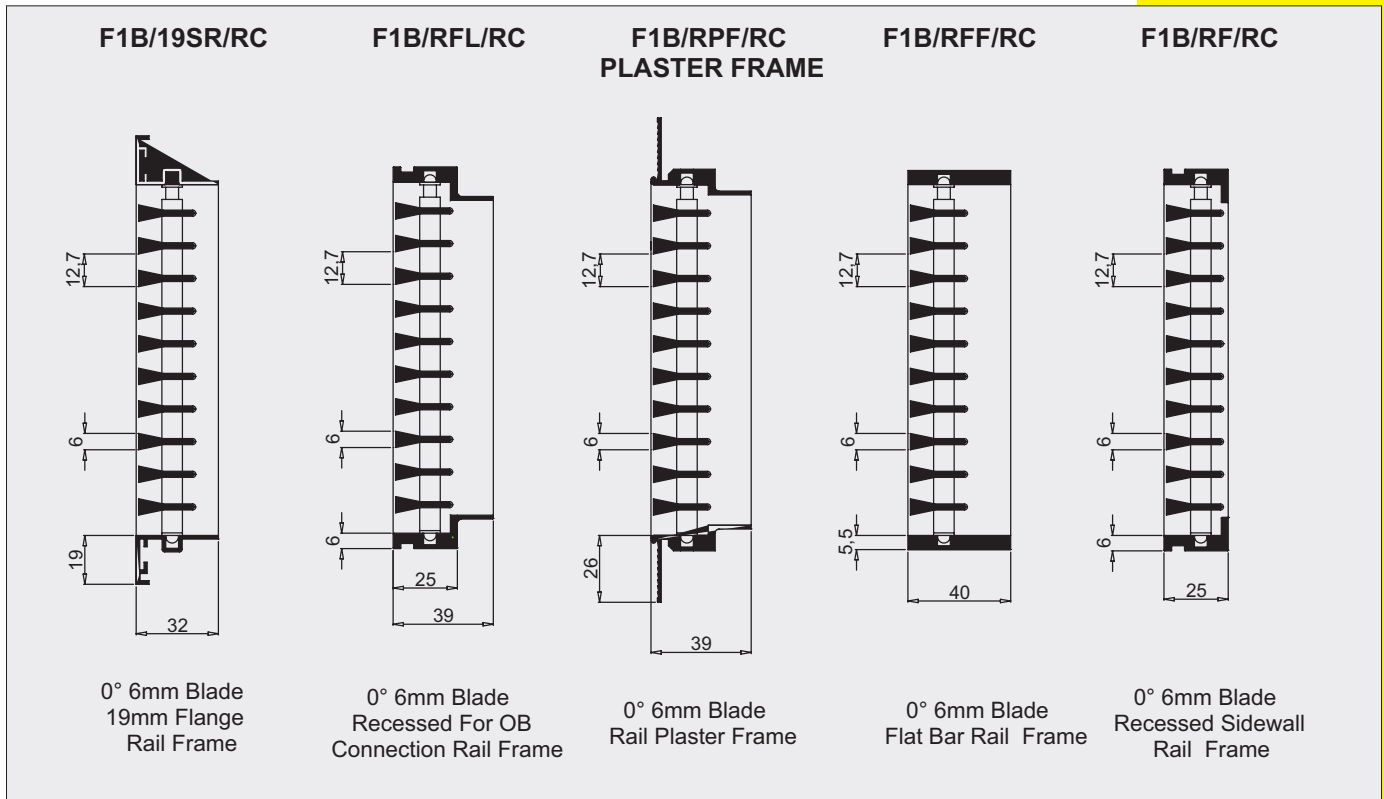 F1B/19SR/RC
F1B/RFL/RC
F1B/RPF/RC
PLASTER FRAME
F1B/RFF/RC
F1B/RF/RC
12,7
6
19
32
0° 6mm Blade
19mm Flange
Rail Frame
12,7
6
6
25
39
0° 6mm Blade
Recessed For OB
Connection Rail Frame
12,7
6
26
39
0° 6mm Blade
Rail Plaster Frame
12,7
6
5,5
40
0° 6mm Blade
Flat Bar Rail Frame
12,7
6
6
25
0° 6mm Blade
Recessed Sidewall
Rail Frame